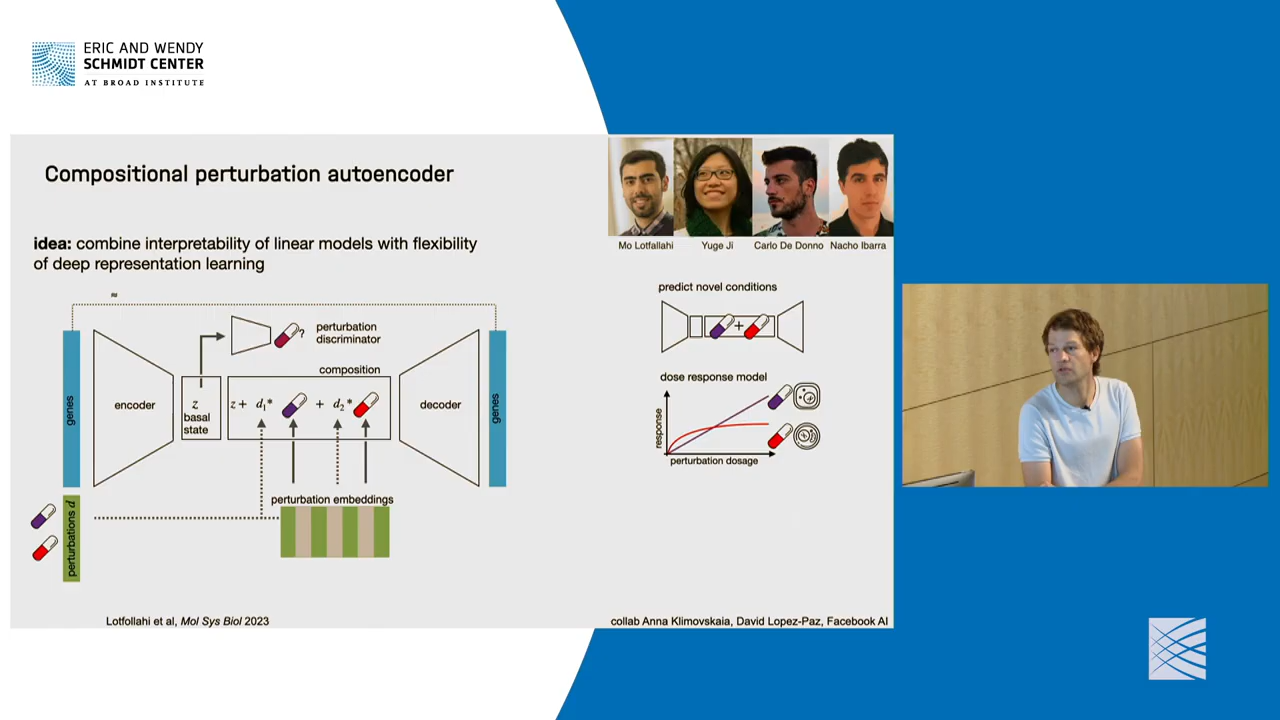 ERIC AND WENDY
SCHMIDT CENTER
AT BROAD INSTITUTE
Compositional perturbation autoencoder
Mo Lotfallahi
Yuge Ji
Carlo De Donno
Nacho Ibarra
idea: combine interpretability of linear models with flexibility
of deep representation learning
≈
genes
encoder
z
basal
state
?
perturbation
discriminator
composition
z + d₁* + d₂*
decoder
genes
perturbation embeddings
perturbations d
predict novel conditions
+
dose response model
response
perturbation dosage
Lotfollahi et al, Mol Sys Biol 2023
collab Anna Klimovskaia, David Lopez-Paz, Facebook AI